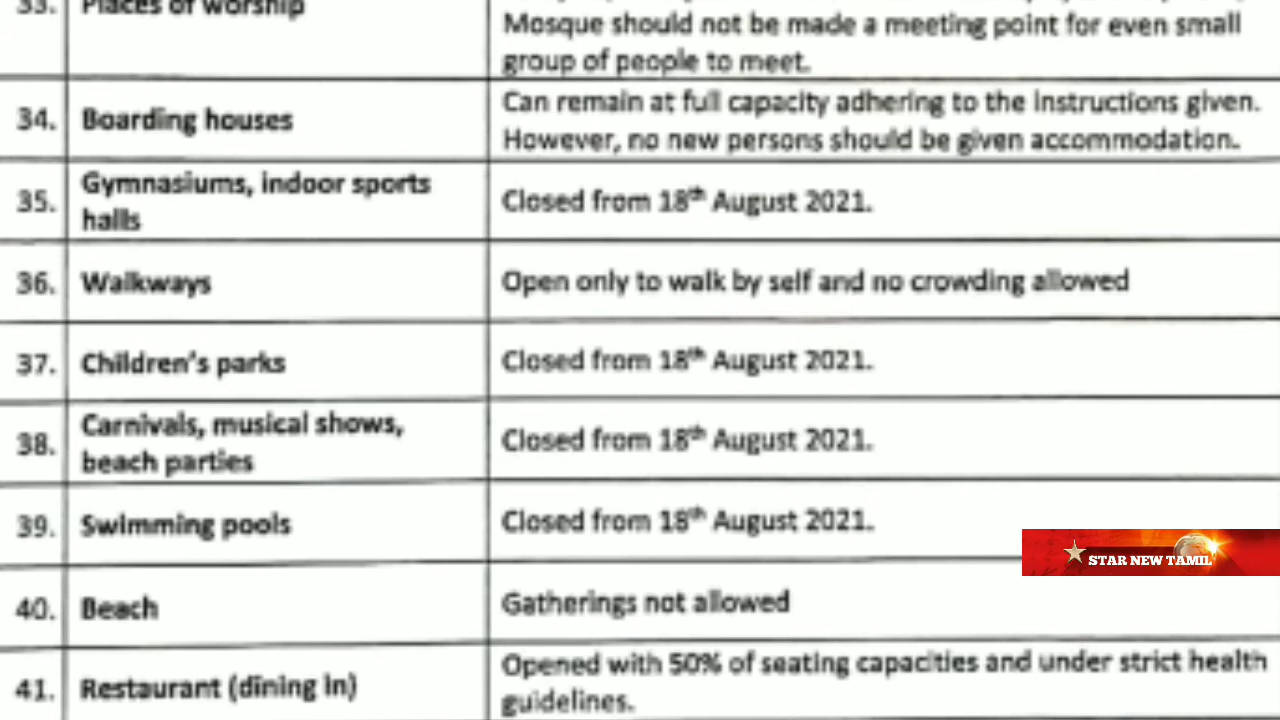 33. Places of worship
Mosque should not be made a meeting point for even small
group of people to meet.
34. Boarding houses
Can remain at full capacity adhering to the instructions given.
However, no new persons should be given accommodation.
35. Gymnasiums, indoor sports
halls
Closed from 18th August 2021.
36. Walkways
Open only to walk by self and no crowding allowed
37. Children's parks
Closed from 18th August 2021.
38. Carnivals, musical shows,
beach parties
Closed from 18th August 2021.
39. Swimming pools
Closed from 18th August 2021.
STAR NEW TAMIL
40. Beach
Gatherings not allowed
41. Restaurant (dining in)
Opened with 50% of seating capacities and under strict health
guidelines.